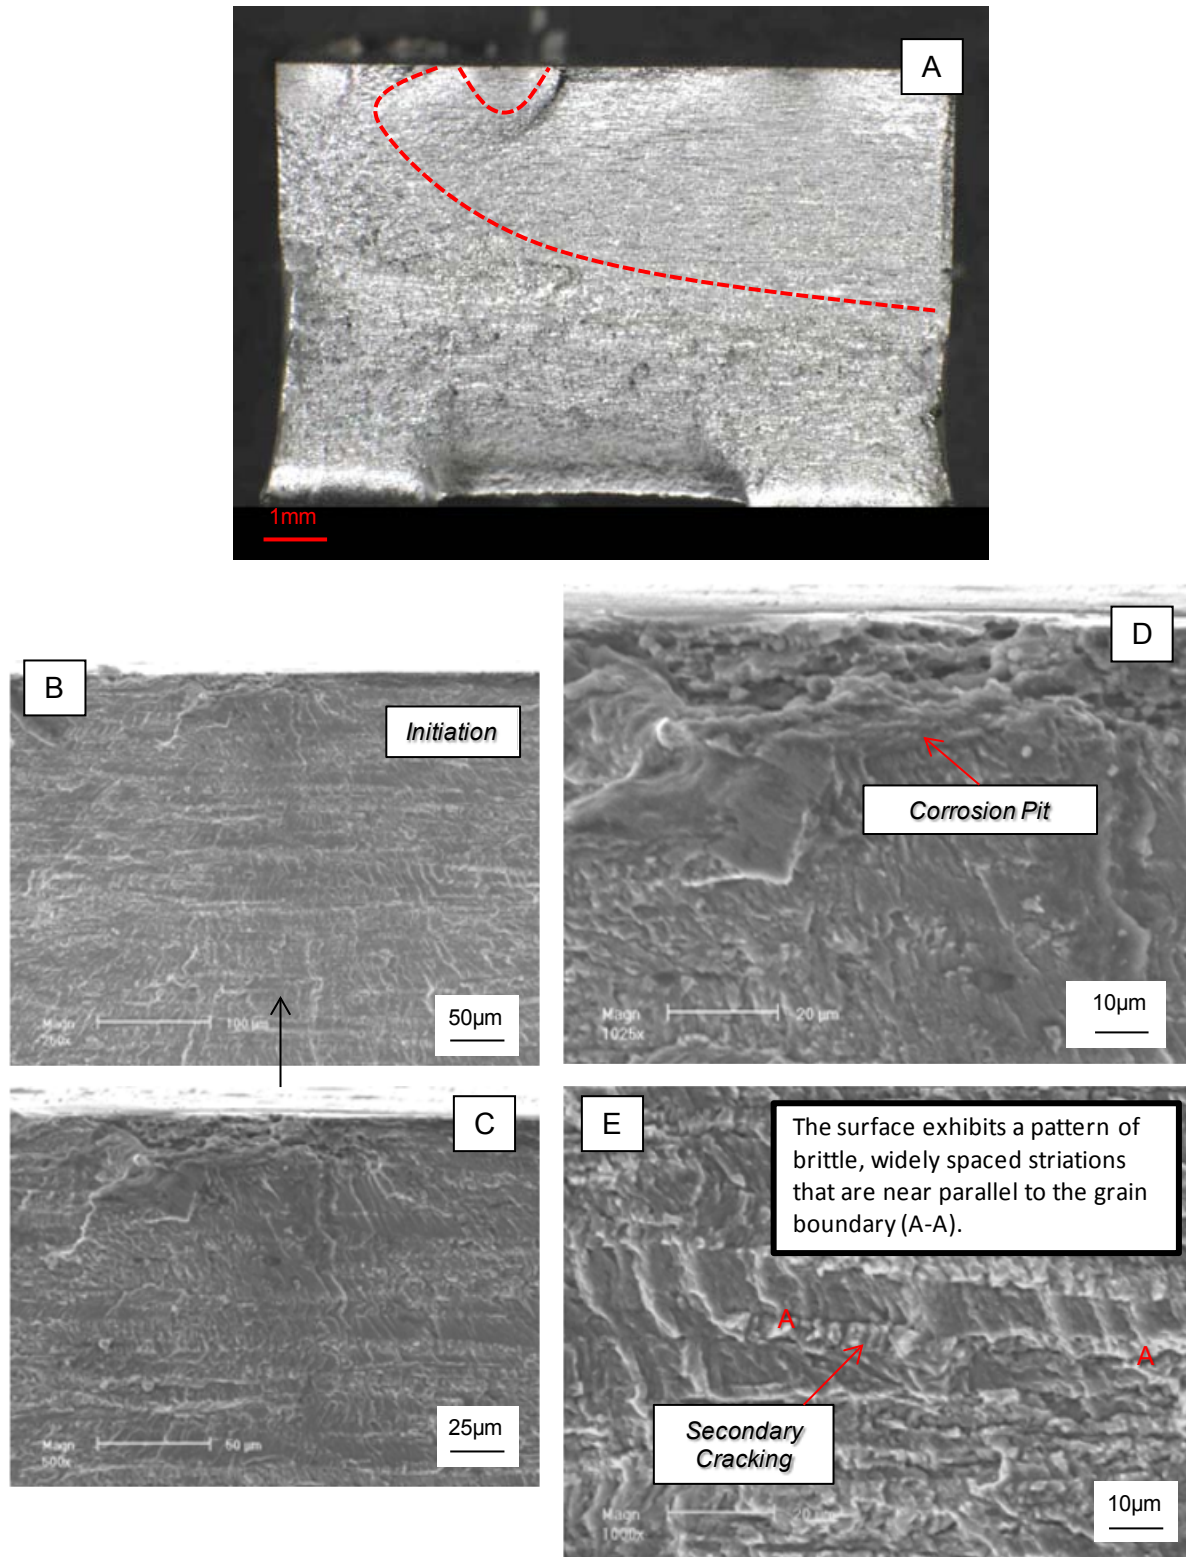 A
1mm
B
Initiation
Magn
100 µm
250x
50µm
D
Corrosion Pit
Magn
20 µm
1025x
10µm
C
Magn
500x
25µm
E
The surface exhibits a pattern of
brittle, widely spaced striations
that are near parallel to the grain
boundary (A-A).
A
A
Secondary
Cracking
Magn
20 µm
1000x
10µm